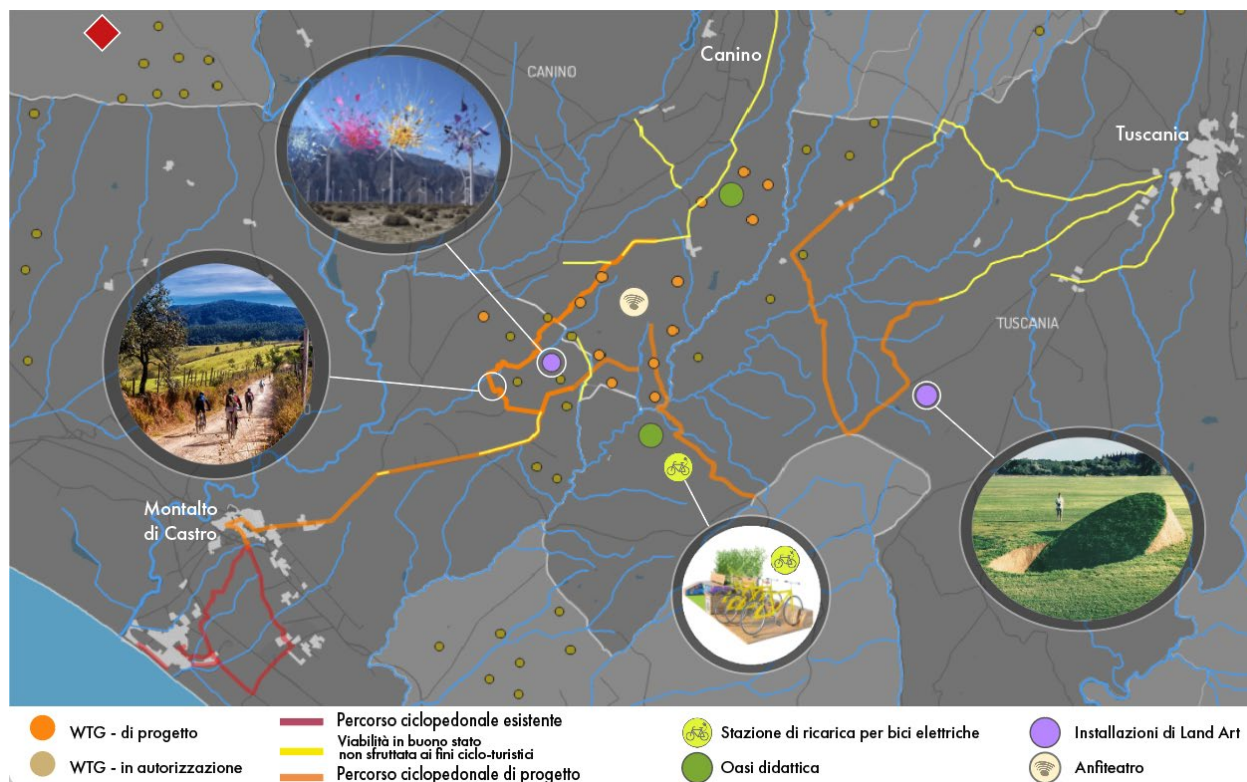 Canino
CANINO
Tuscania
TUSCANIA
Montalto
di Castro
WTG - di progetto
WTG - in autorizzazione
Percorso ciclopedonale esistente
Viabilità in buono stato
non sfruttata ai fini ciclo-turistici
Percorso ciclopedonale di progetto
Stazione di ricarica per bici elettriche
Oasi didattica
Installazioni di Land Art
Anfiteatro